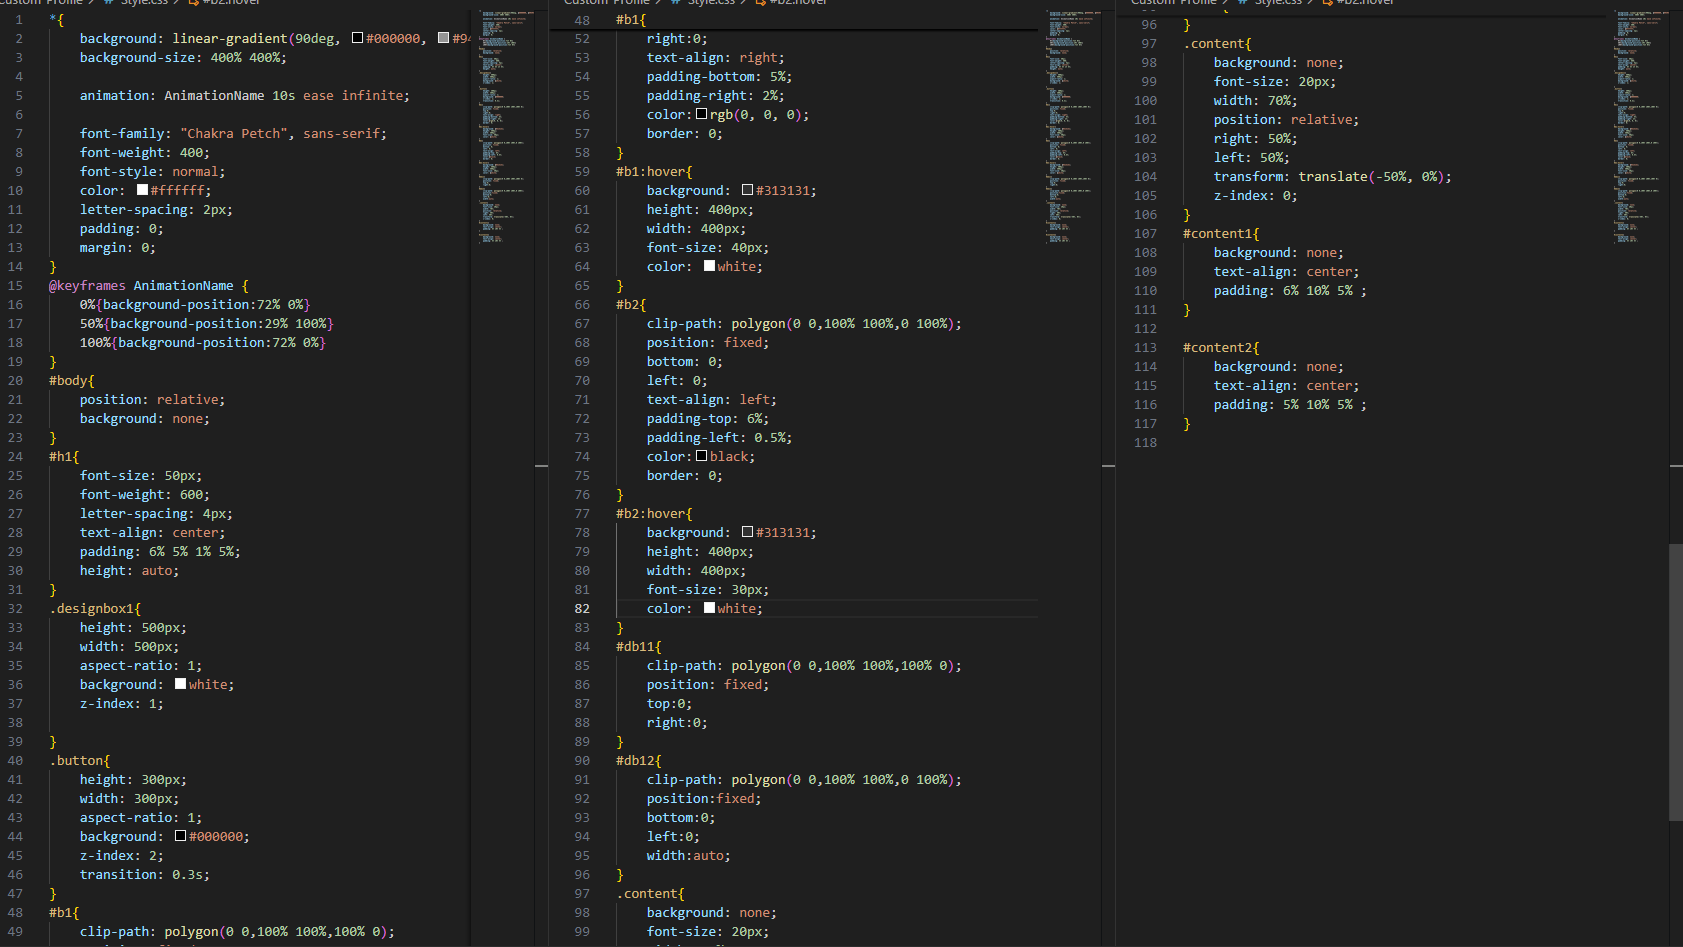 Custom Profile > # Style.css > #b2:hover
1 *{
2 background: linear-gradient(90deg, #000000, #94
3 background-size: 400% 400%;
4
5 animation: AnimationName 10s ease infinite;
6
7 font-family: "Chakra Petch", sans-serif;
8 font-weight: 400;
9 font-style: normal;
10 color: #ffffff;
11 letter-spacing: 2px;
12 padding: 0;
13 margin: 0;
14 }
15 @keyframes AnimationName {
16 0%{background-position:72% 0%}
17 50%{background-position:29% 100%}
18 100%{background-position:72% 0%}
19 }
20 #body{
21 position: relative;
22 background: none;
23 }
24 #h1{
25 font-size: 50px;
26 font-weight: 600;
27 letter-spacing: 4px;
28 text-align: center;
29 padding: 6% 5% 1% 5%;
30 height: auto;
31 }
32 .designbox1{
33 height: 500px;
34 width: 500px;
35 aspect-ratio: 1;
36 background: white;
37 z-index: 1;
38
39 }
40 .button{
41 height: 300px;
42 width: 300px;
43 aspect-ratio: 1;
44 background: #000000;
45 z-index: 2;
46 transition: 0.3s;
47 }
48 #b1{
49 clip-path: polygon(0 0,100% 100%,100% 0);
Custom Profile > # Style.css > #b2:hover
48 #b1{
52 right:0;
53 text-align: right;
54 padding-bottom: 5%;
55 padding-right: 2%;
56 color: rgb(0, 0, 0);
57 border: 0;
58 }
59 #b1:hover{
60 background: #313131;
61 height: 400px;
62 width: 400px;
63 font-size: 40px;
64 color: white;
65 }
66 #b2{
67 clip-path: polygon(0 0,100% 100%,0 100%);
68 position: fixed;
69 bottom: 0;
70 left: 0;
71 text-align: left;
72 padding-top: 6%;
73 padding-left: 0.5%;
74 color: black;
75 border: 0;
76 }
77 #b2:hover{
78 background: #313131;
79 height: 400px;
80 width: 400px;
81 font-size: 30px;
82 color: white;
83 }
84 #db11{
85 clip-path: polygon(0 0,100% 100%,100% 0);
86 position: fixed;
87 top:0;
88 right:0;
89 }
90 #db12{
91 clip-path: polygon(0 0,100% 100%,0 100%);
92 position:fixed;
93 bottom:0;
94 left:0;
95 width:auto;
96 }
97 .content{
98 background: none;
99 font-size: 20px;
Custom Profile > # Style.css > #b2:hover
96 }
97 .content{
98 background: none;
99 font-size: 20px;
100 width: 70%;
101 position: relative;
102 right: 50%;
103 left: 50%;
104 transform: translate(-50%, 0%);
105 z-index: 0;
106 }
107 #content1{
108 background: none;
109 text-align: center;
110 padding: 6% 10% 5% ;
111 }
112
113 #content2{
114 background: none;
115 text-align: center;
116 padding: 5% 10% 5% ;
117 }
118